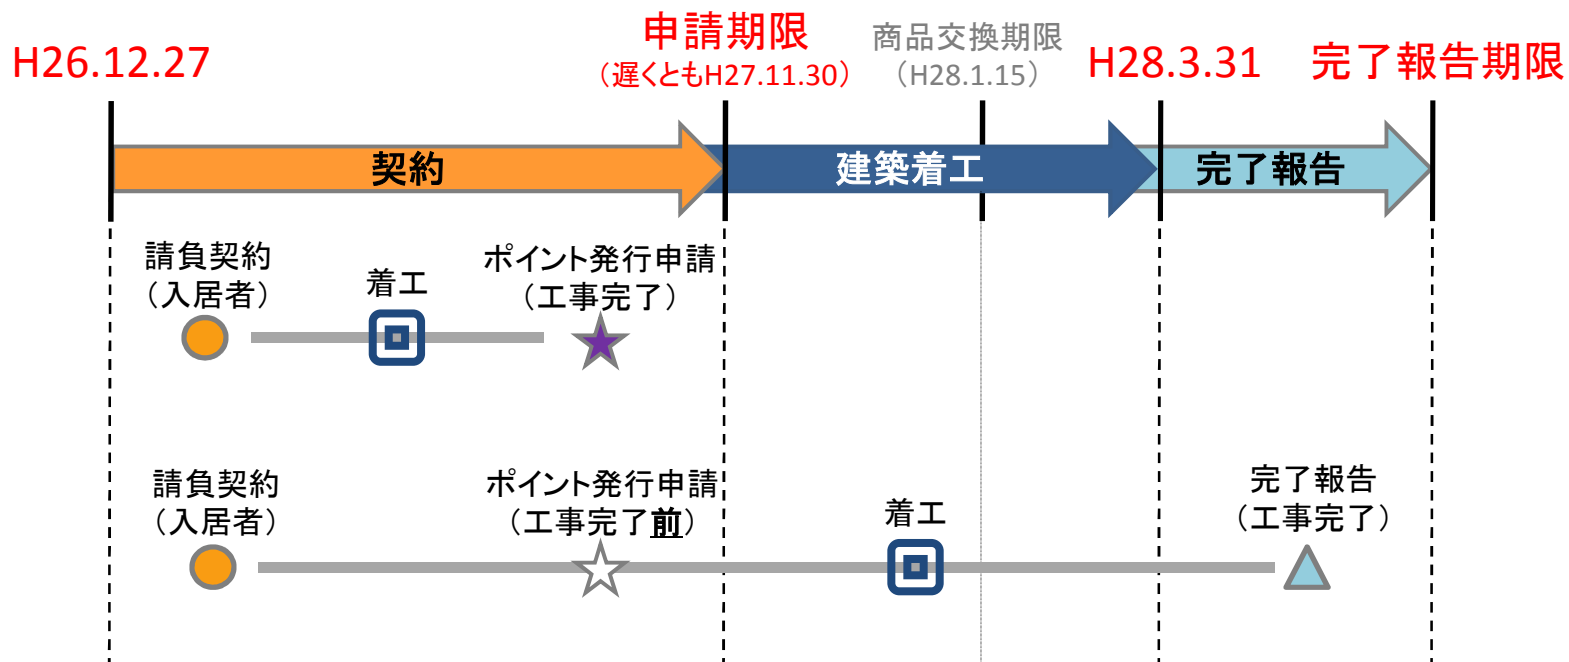 H26.12.27
申請期限
（遅くともH27.11.30）
商品交換期限
（H28.1.15）
H28.3.31
完了報告期限
契約
建築着工
完了報告
請負契約
（入居者）
着工
ポイント発行申請
（工事完了）
請負契約
（入居者）
ポイント発行申請
（工事完了前）
着工
完了報告
（工事完了）